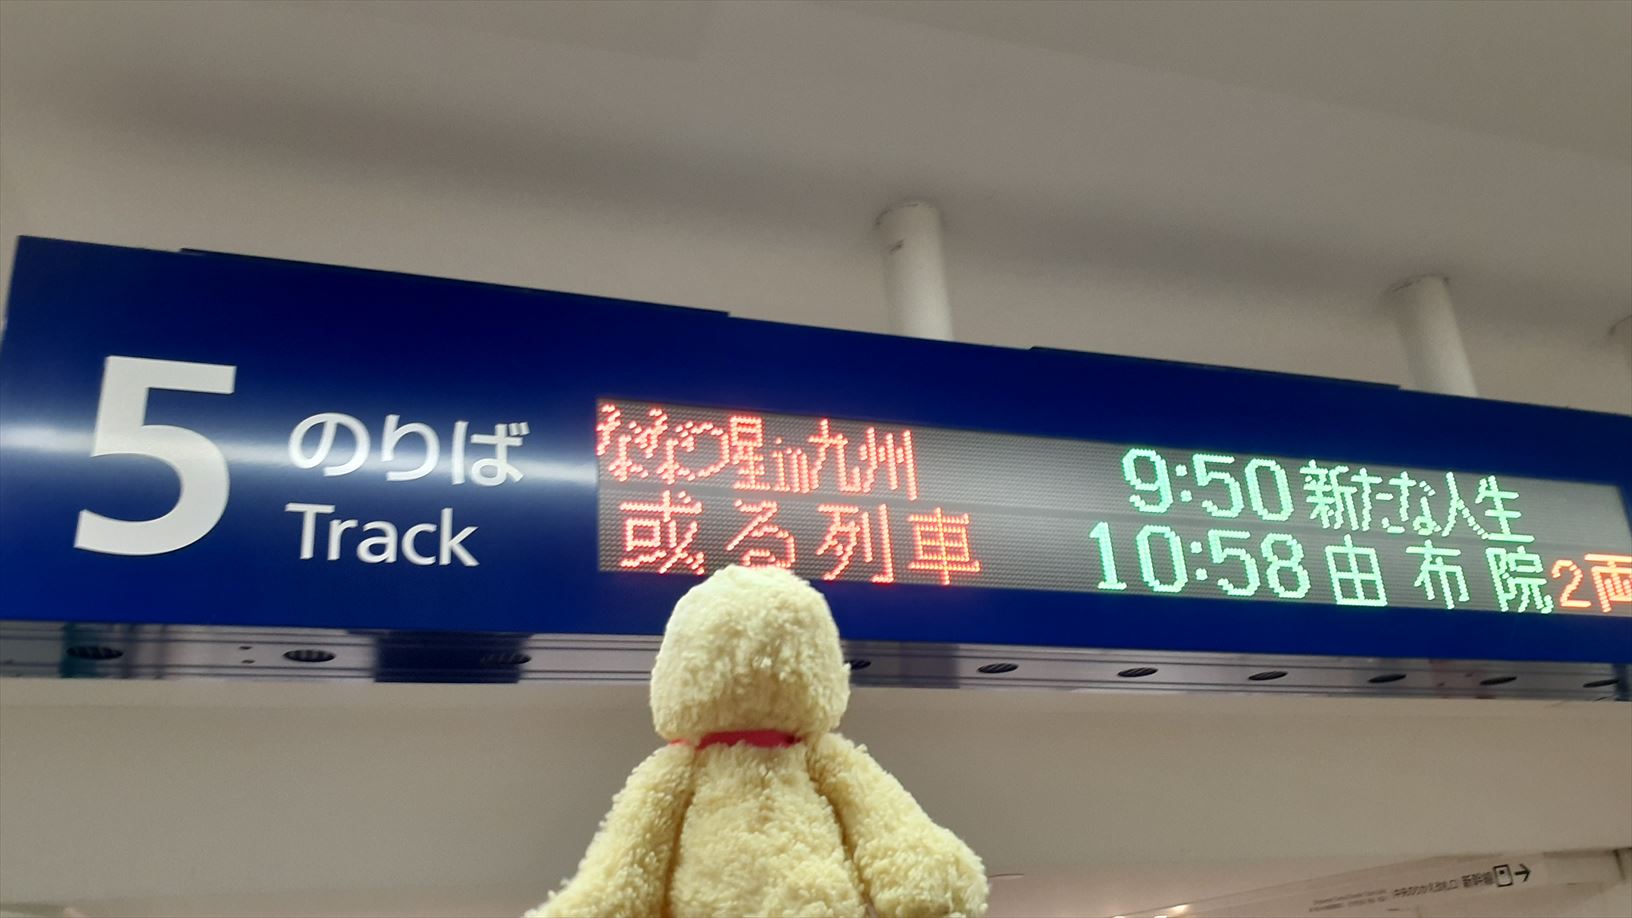 5
のりば
Track
ななつ星in九州 9:50 新たな人生
或る列車 10:58 由布院 2両